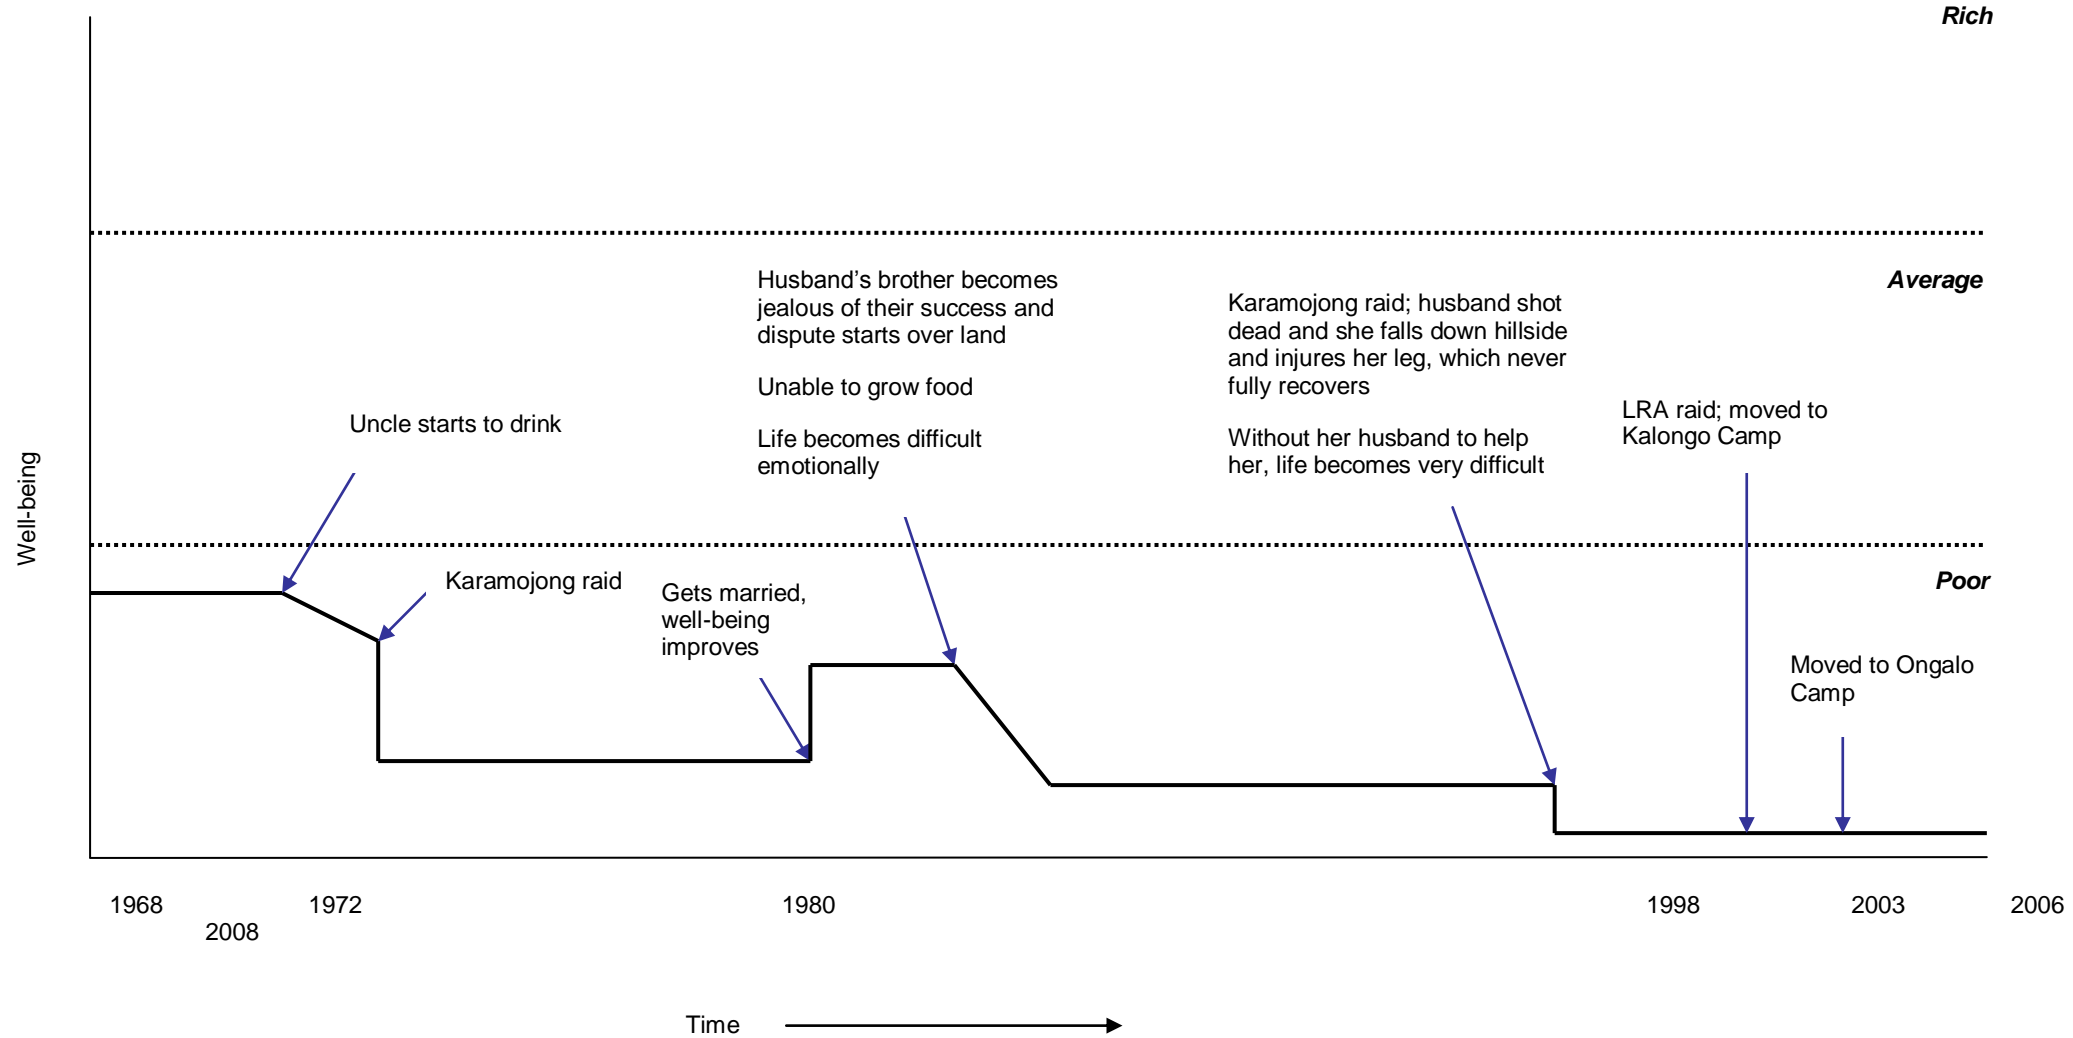 Rich
Average
Husband’s brother becomes
jealous of their success and
dispute starts over land
Unable to grow food
Life becomes difficult
emotionally
Karamojong raid; husband shot
dead and she falls down hillside
and injures her leg, which never
fully recovers
Without her husband to help
her, life becomes very difficult
LRA raid; moved to
Kalongo Camp
Uncle starts to drink
Well-being
Poor
Karamojong raid
Gets married,
well-being
improves
Moved to Ongalo
Camp
1968 1972 1980 1998 2003 2006
2008
Time